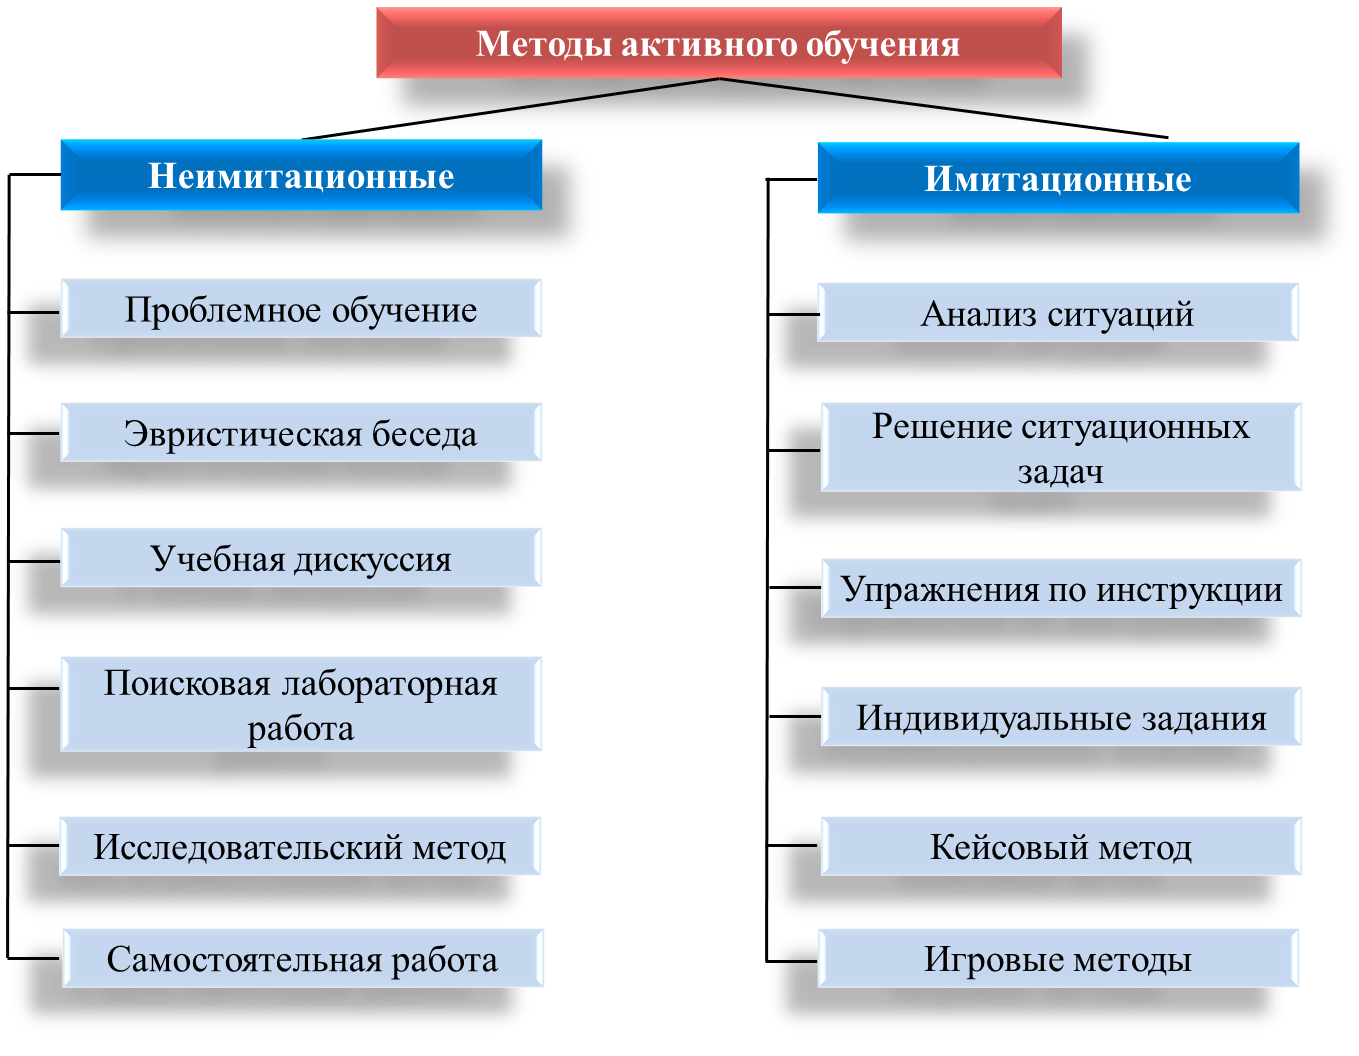 Методы активного обучения
Неимитационные
Проблемное обучение
Эвристическая беседа
Учебная дискуссия
Поисковая лабораторная
работа
Исследовательский метод
Самостоятельная работа
Имитационные
Анализ ситуаций
Решение ситуационных
задач
Упражнения по инструкции
Индивидуальные задания
Кейсовый метод
Игровые методы